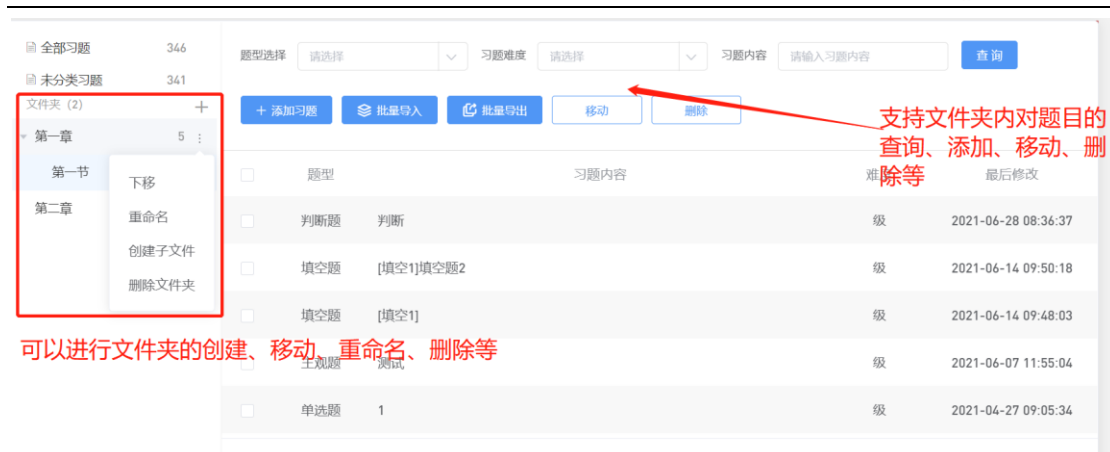 全部习题 346
未分类习题 341
文件夹 (2) +
第一章 5
第一节
第二章
下移
重命名
创建子文件
删除文件夹
题型选择 请选择 习题难度 请选择 习题内容 请输入习题内容 查询
+ 添加习题 批量导入 批量导出 移动 删除
支持文件夹内对题目的
查询、添加、移动、删
除等
题型 习题内容 难 最后修改
判断题 判断 级 2021-06-28 08:36:37
填空题 [填空1]填空题2 级 2021-06-14 09:50:18
填空题 [填空1] 级 2021-06-14 09:48:03
可以进行文件夹的创建、移动、重命名、删除等
主观题 测试 级 2021-06-07 11:55:04
单选题 1 级 2021-04-27 09:05:34